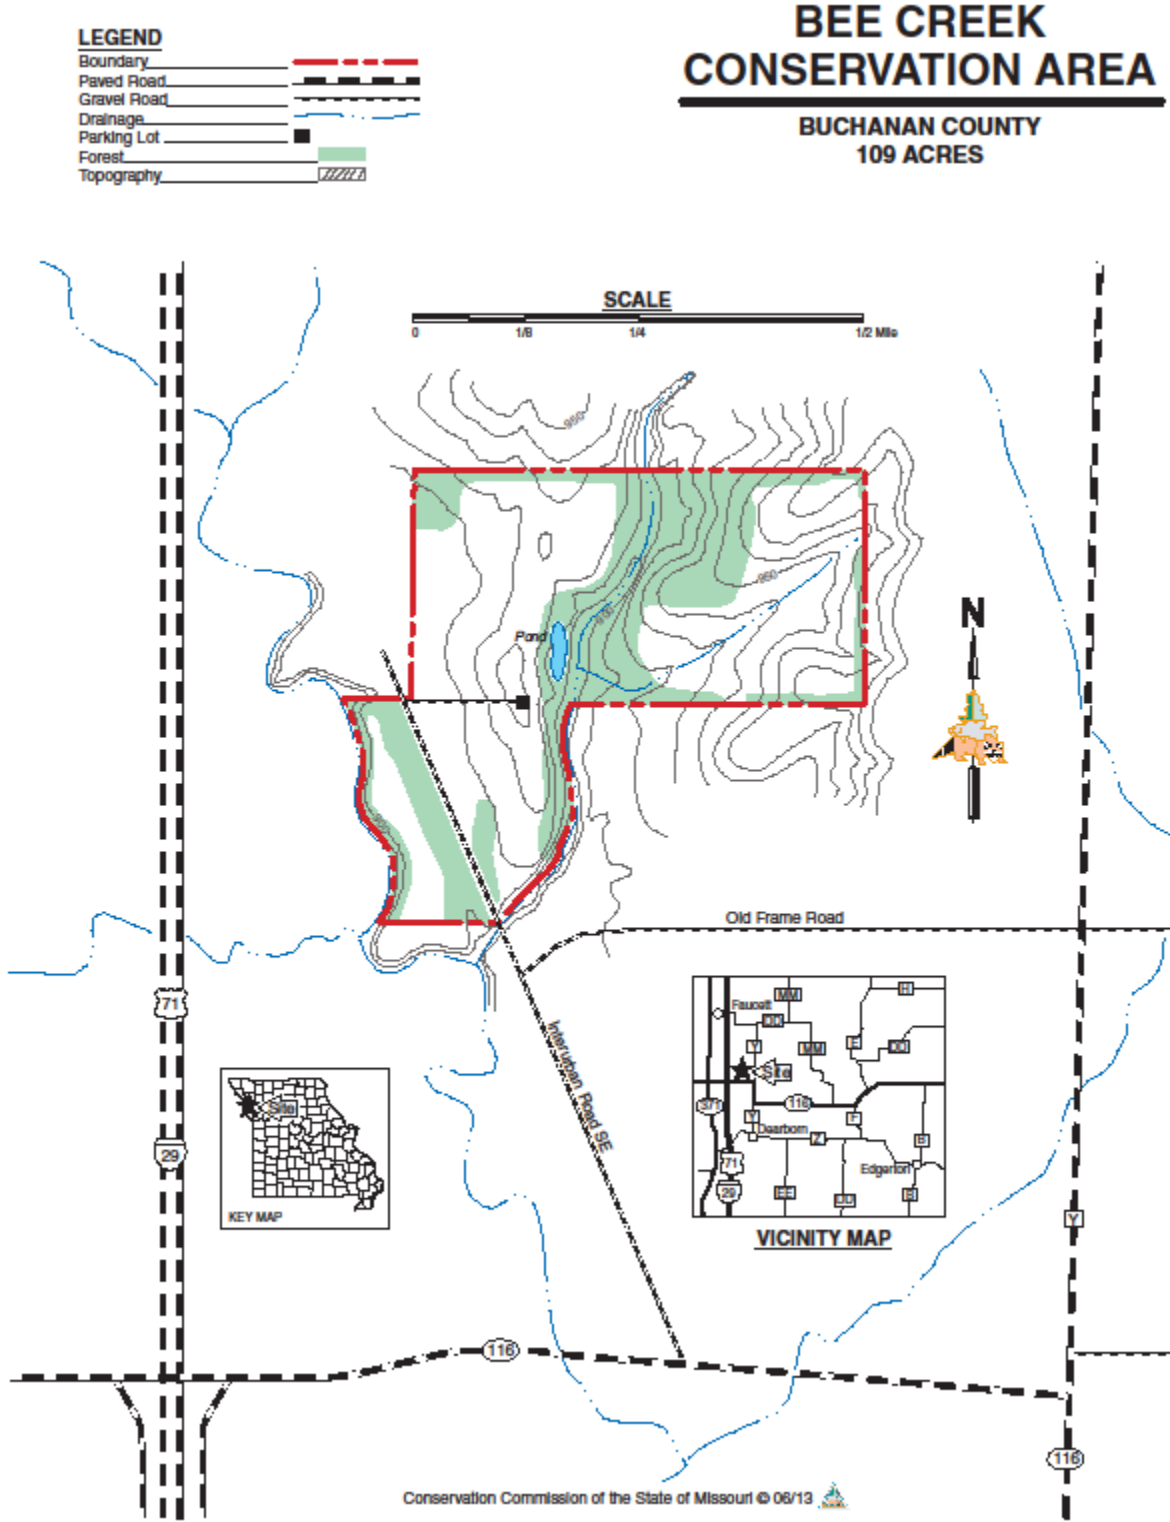 BEE CREEK
CONSERVATION AREA
BUCHANAN COUNTY
109 ACRES
LEGEND
Boundary
Paved Road
Gravel Road
Drainage
Parking Lot
Forest
Topography
SCALE
0 1/8 1/4 1/2 Mile
950
950
900
Pond
N
900
Old Frame Road
71
Interurban Road SE
29
Site
KEY MAP
MM
H
Faucett
DD
Y
MM
E
DD
Site
371
116
Y
F
Dearborn
Z
B
71
Edgerton
29
EE
DD
B
VICINITY MAP
Y
116
116
Conservation Commission of the State of Missouri © 06/13